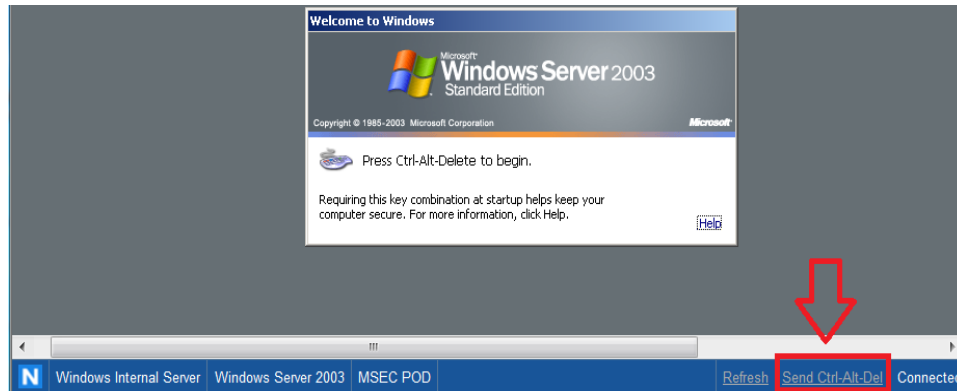 Welcome to Windows
Microsoft
Windows Server 2003
Standard Edition
Copyright © 1985-2003 Microsoft Corporation
Microsoft
Press Ctrl-Alt-Delete to begin.
Requiring this key combination at startup helps keep your
computer secure. For more information, click Help.
Help
N Windows Internal Server Windows Server 2003 MSEC POD Refresh Send Ctrl-Alt-Del Connected